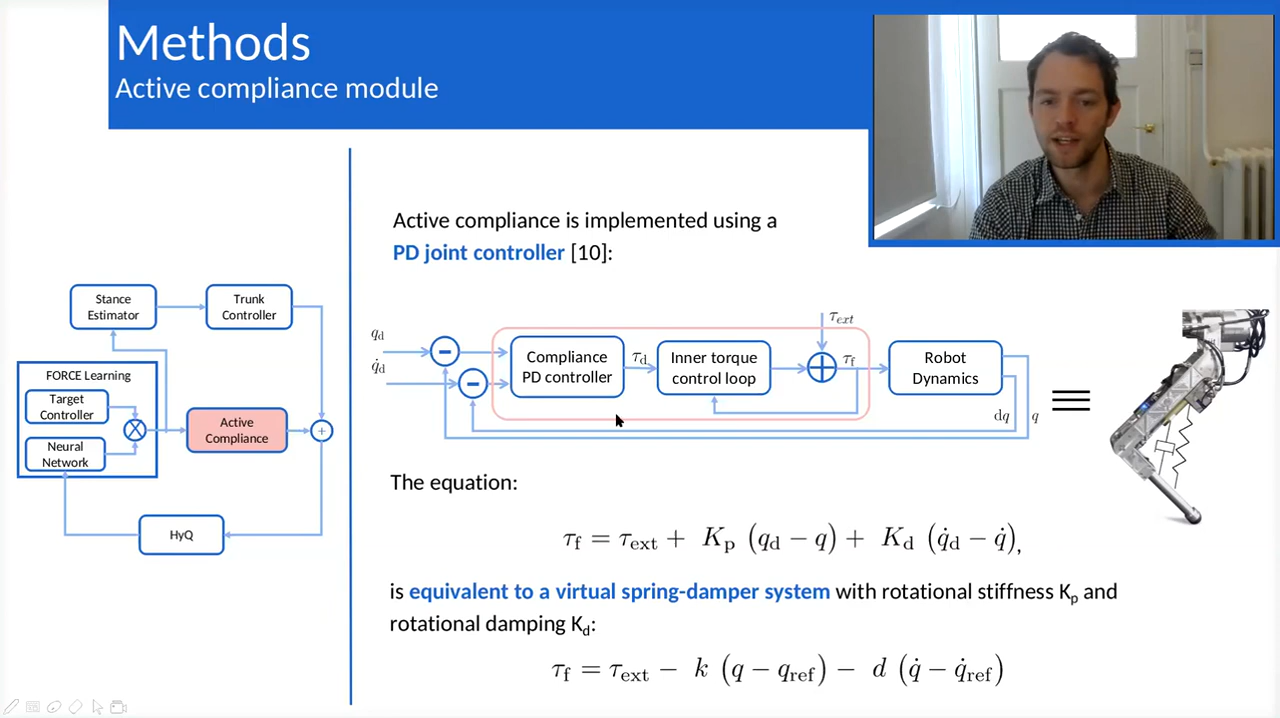 Methods
Active compliance module
Active compliance is implemented using a
PD joint controller [10]:
Stance
Estimator
Trunk
Controller
FORCE Learning
Target
Controller
Neural
Network
Active
Compliance
+
HyQ
q_d
q̇_d
−
−
Compliance
PD controller
τ_d
Inner torque
control loop
τ_ext
+
τ_f
Robot
Dynamics
dq
q
≡
The equation:
τ_f = τ_ext + K_p (q_d − q) + K_d (q̇_d − q̇),
is equivalent to a virtual spring-damper system with rotational stiffness K_p and
rotational damping K_d:
τ_f = τ_ext − k (q − q_ref) − d (q̇ − q̇_ref)